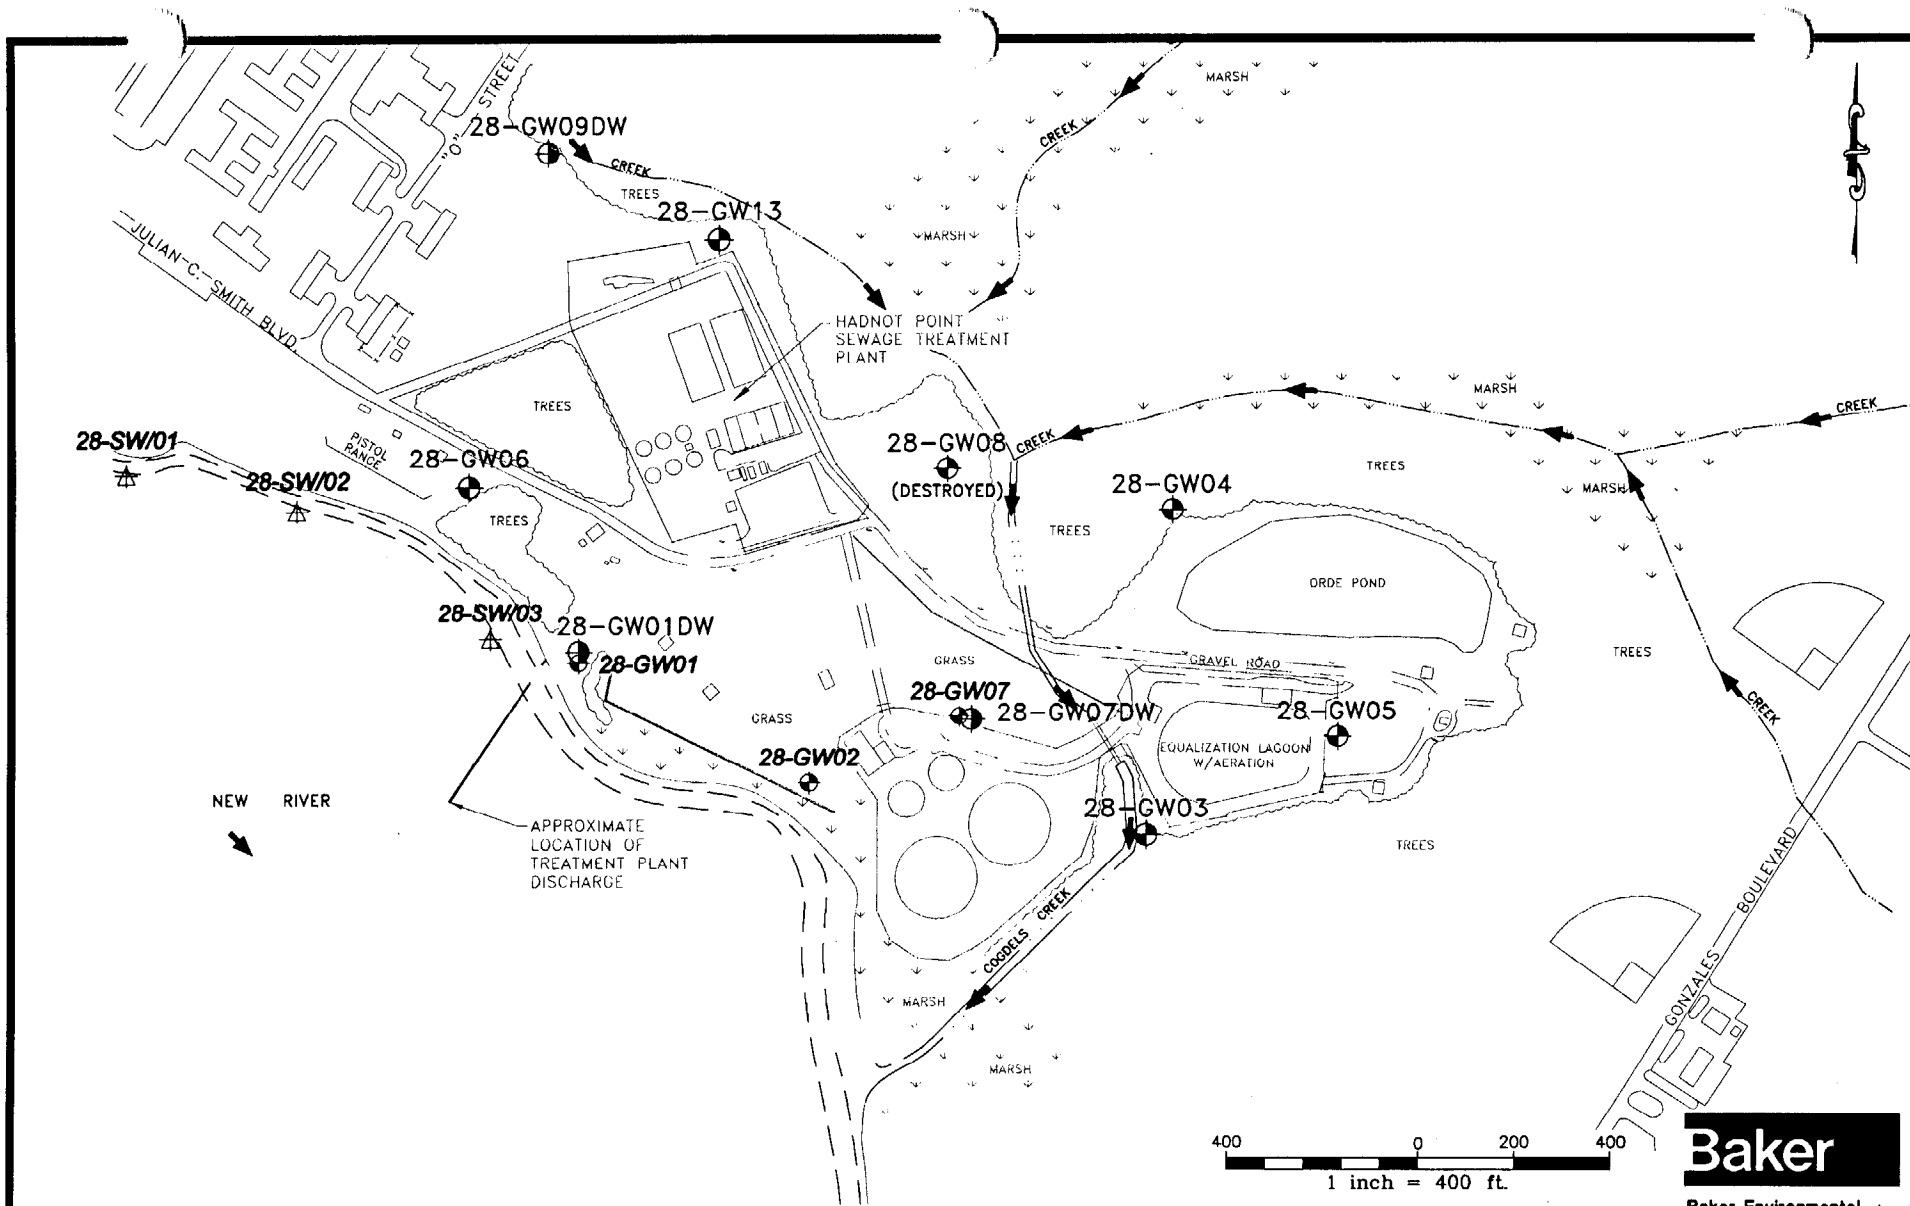 MARSH
"O" STREET
28-GW09DW
CREEK
CREEK
TREES
28-GW13
JULIAN C. SMITH BLVD.
MARSH
HADNOT POINT
SEWAGE TREATMENT
PLANT
MARSH
CREEK
TREES
28-SW/01
PISTOL
RANGE
28-GW06
28-GW08
(DESTROYED)
CREEK
TREES
28-SW/02
28-GW04
MARSH
TREES
TREES
ORDE POND
28-SW/03
28-GW01DW
28-GW01
GRASS
GRAVEL ROAD
TREES
28-GW07
28-GW07DW
28-GW05
CREEK
GRASS
28-GW02
EQUALIZATION LAGOON
W/AERATION
NEW RIVER
28-GW03
APPROXIMATE
LOCATION OF
TREATMENT PLANT
DISCHARGE
TREES
GONZALES BOULEVARD
COGDELS CREEK
MARSH
MARSH
400 0 200 400
1 inch = 400 ft.
Baker
Baker Environmental